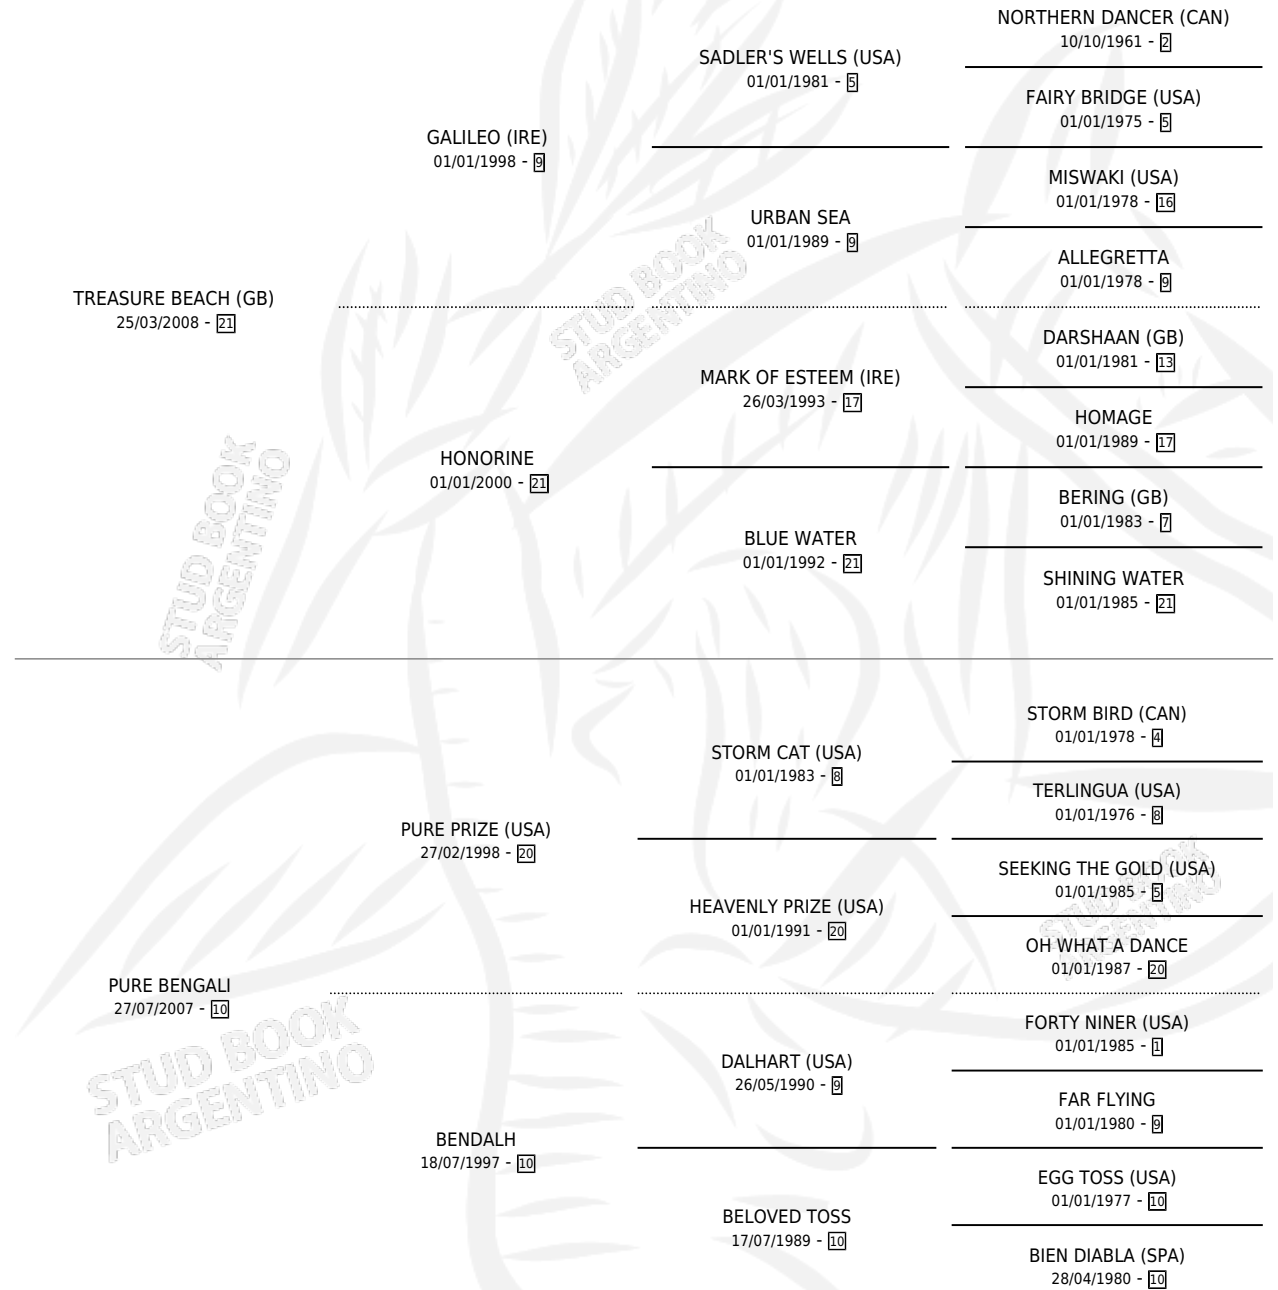 NORTHERN DANCER (CAN)
10/10/1961 - 2
SADLER'S WELLS (USA)
01/01/1981 - 5
FAIRY BRIDGE (USA)
01/01/1975 - 5
GALILEO (IRE)
01/01/1998 - 9
MISWAKI (USA)
01/01/1978 - 16
URBAN SEA
01/01/1989 - 9
ALLEGRETTA
01/01/1978 - 9
TREASURE BEACH (GB)
25/03/2008 - 21
STUD BOOK
ARGENTINO
DARSHAAN (GB)
01/01/1981 - 13
MARK OF ESTEEM (IRE)
26/03/1993 - 17
HOMAGE
01/01/1989 - 17
HONORINE
01/01/2000 - 21
BERING (GB)
01/01/1983 - 7
BLUE WATER
01/01/1992 - 21
SHINING WATER
01/01/1985 - 21
STUD BOOK
ARGENTINO
STORM BIRD (CAN)
01/01/1978 - 4
STORM CAT (USA)
01/01/1983 - 8
TERLINGUA (USA)
01/01/1976 - 8
PURE PRIZE (USA)
27/02/1998 - 20
SEEKING THE GOLD (USA)
01/01/1985 - 5
HEAVENLY PRIZE (USA)
01/01/1991 - 20
STUD BOOK
ARGENTINO
OH WHAT A DANCE
01/01/1987 - 20
PURE BENGALI
27/07/2007 - 10
FORTY NINER (USA)
01/01/1985 - 1
DALHART (USA)
26/05/1990 - 9
STUD BOOK
ARGENTINO
FAR FLYING
01/01/1980 - 9
BENDALH
18/07/1997 - 10
EGG TOSS (USA)
01/01/1977 - 10
BELOVED TOSS
17/07/1989 - 10
BIEN DIABLA (SPA)
28/04/1980 - 10